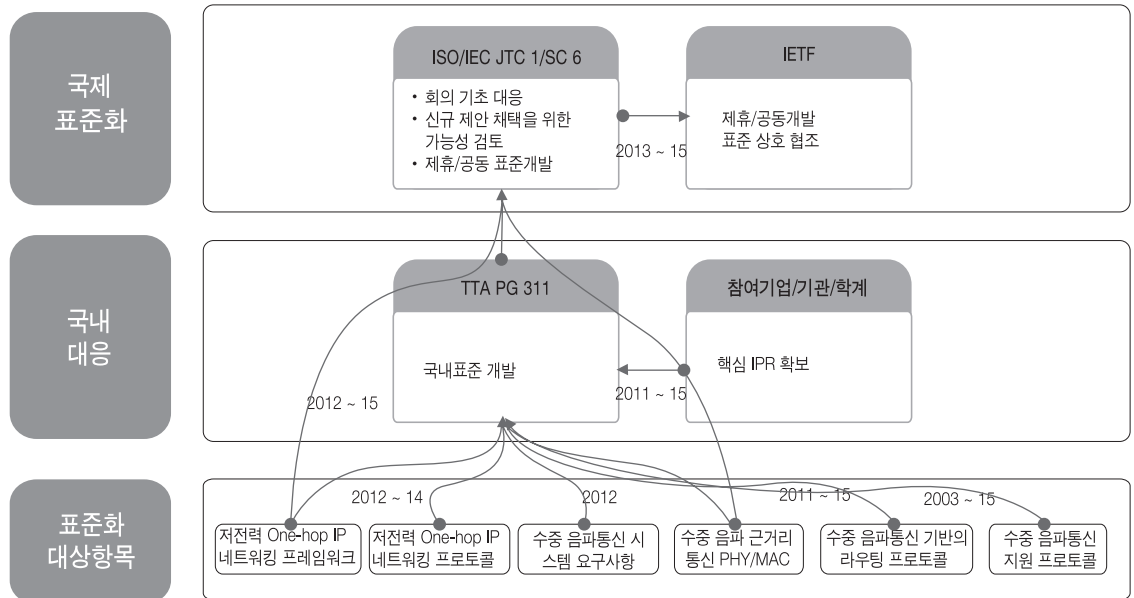 국제
표준화
ISO/IEC JTC 1/SC 6
• 회의 기초 대응
• 신규 제안 채택을 위한
가능성 검토
• 제휴/공동 표준개발
2013 ~ 15
IETF
제휴/공동개발
표준 상호 협조
국내
대응
TTA PG 311
국내표준 개발
2012 ~ 15
2011 ~ 15
참여기업/기관/학계
핵심 IPR 확보
표준화
대상항목
2012 ~ 14
2012
2011 ~ 15
2003 ~ 15
저전력 One-hop IP
네트워킹 프레임워크
저전력 One-hop IP
네트워킹 프로토콜
수중 음파통신 시
스템 요구사항
수중 음파 근거리
통신 PHY/MAC
수중 음파통신 기반의
라우팅 프로토콜
수중 음파통신
지원 프로토콜